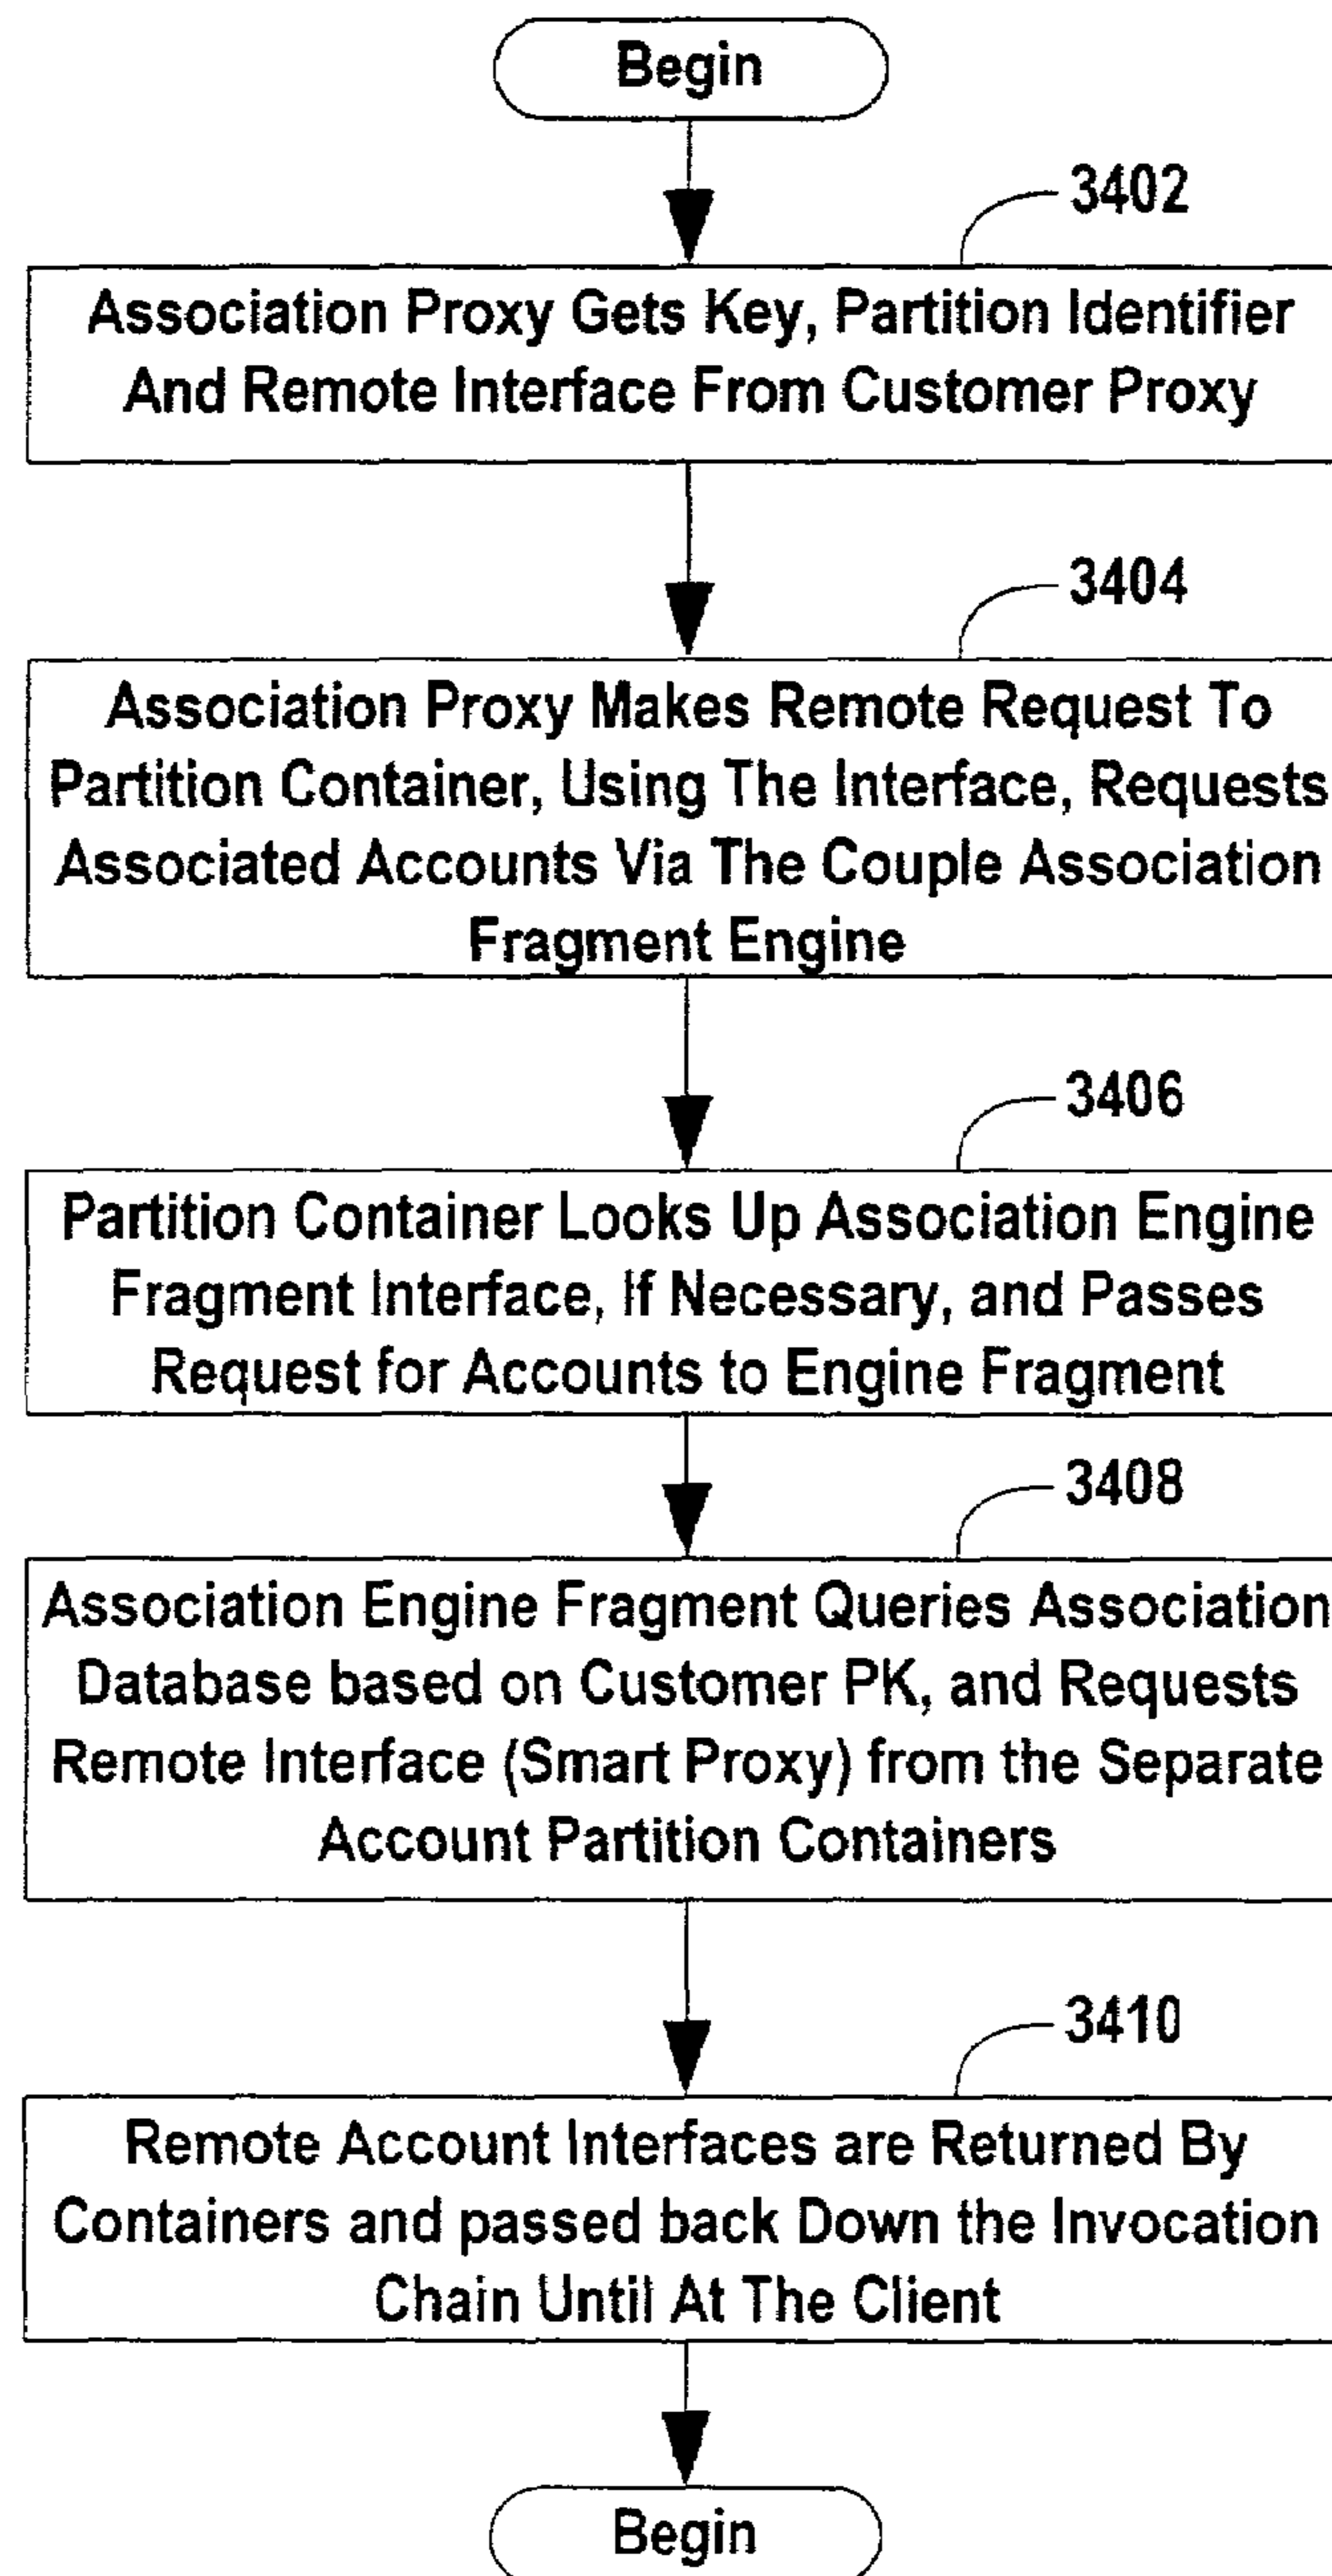 Begin
3402
Association Proxy Gets Key, Partition Identifier
And Remote Interface From Customer Proxy
3404
Association Proxy Makes Remote Request To
Partition Container, Using The Interface, Requests
Associated Accounts Via The Couple Association
Fragment Engine
3406
Partition Container Looks Up Association Engine
Fragment Interface, If Necessary, and Passes
Request for Accounts to Engine Fragment
3408
Association Engine Fragment Queries Association
Database based on Customer PK, and Requests
Remote Interface (Smart Proxy) from the Separate
Account Partition Containers
3410
Remote Account Interfaces are Returned By
Containers and passed back Down the Invocation
Chain Until At The Client
Begin